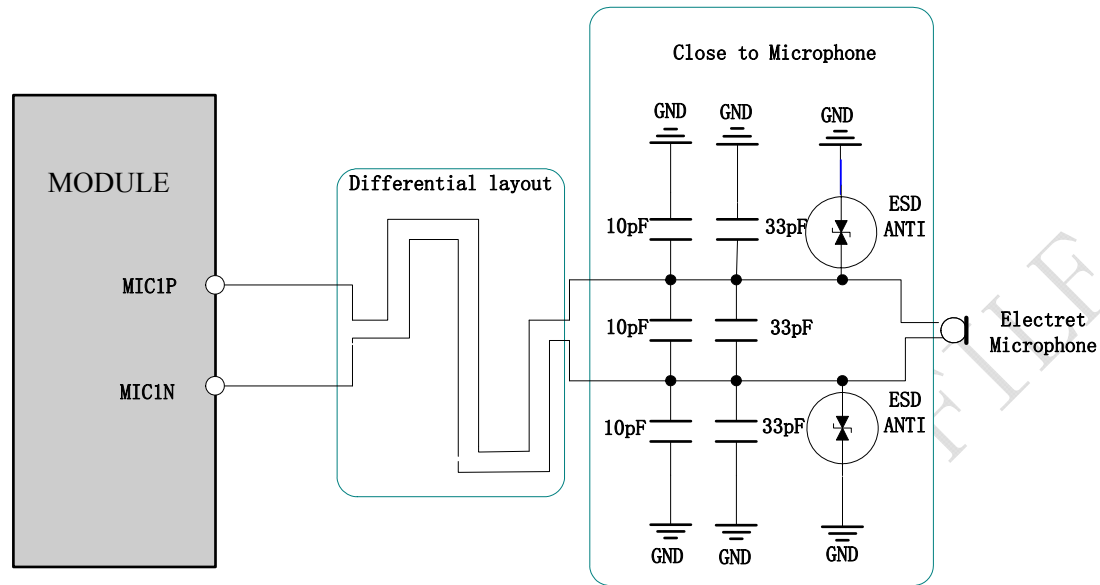 Close to Microphone
GND
GND
GND
MODULE
Differential layout
10pF
33pF
ESD
ANTI
MIC1P
10pF
33pF
Electret
Microphone
MIC1N
10pF
33pF
ESD
ANTI
GND
GND
GND
FILE